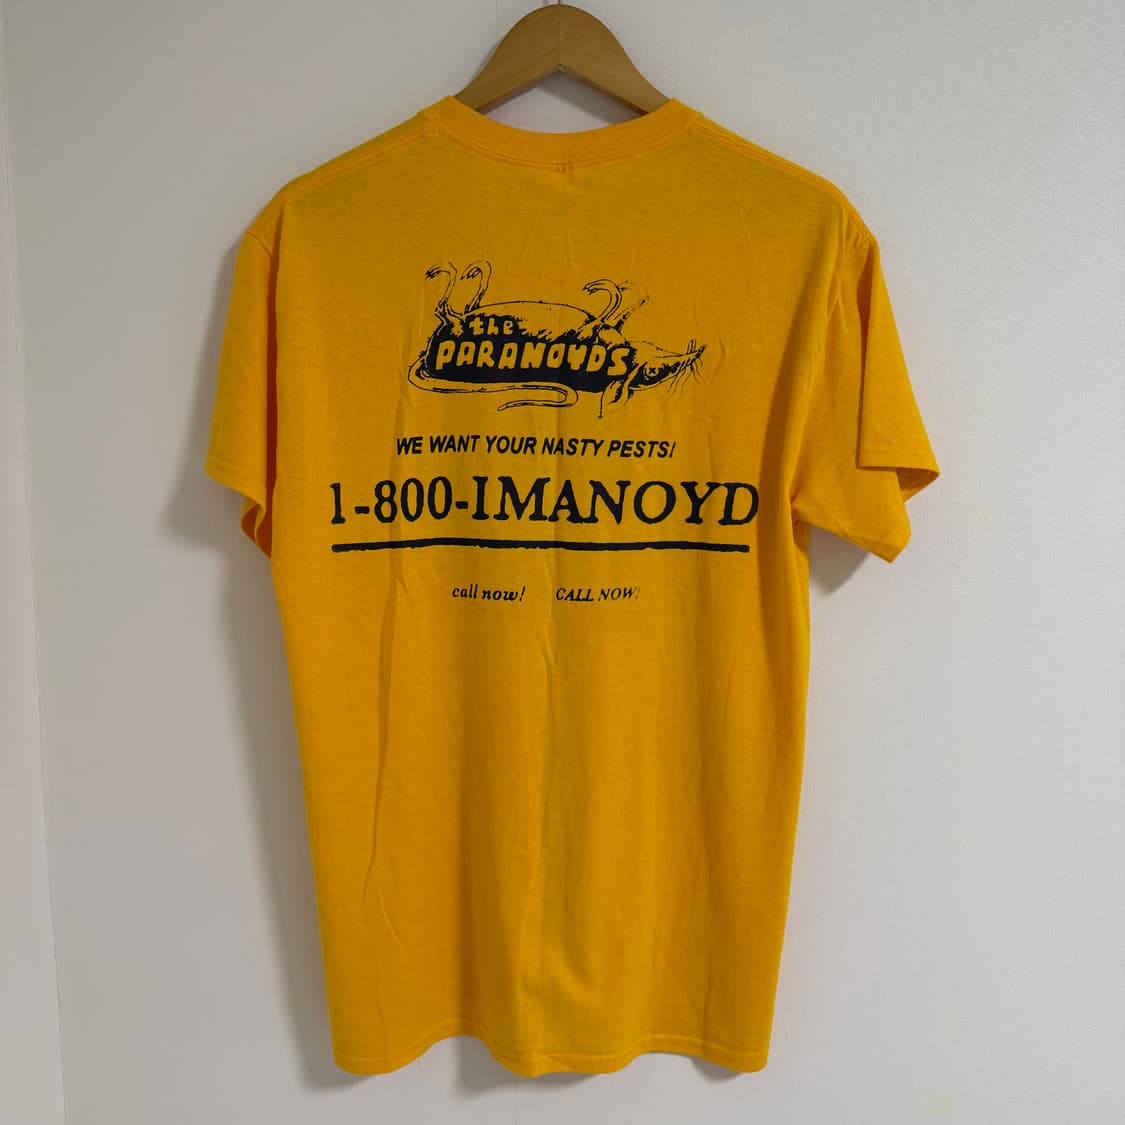 the
PARANOYDS
WE WANT YOUR NASTY PESTS!
1-800-IMANOYD
call now! CALL NOW!